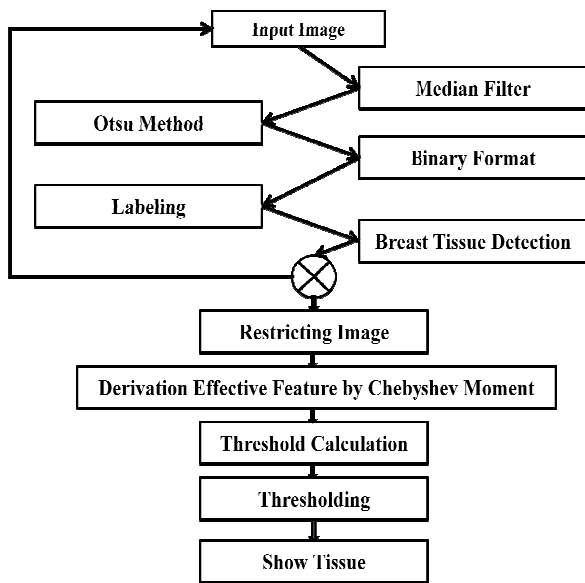 Input Image
Median Filter
Otsu Method
Binary Format
Labeling
Breast Tissue Detection
Restricting Image
Derivation Effective Feature by Chebyshev Moment
Threshold Calculation
Thresholding
Show Tissue